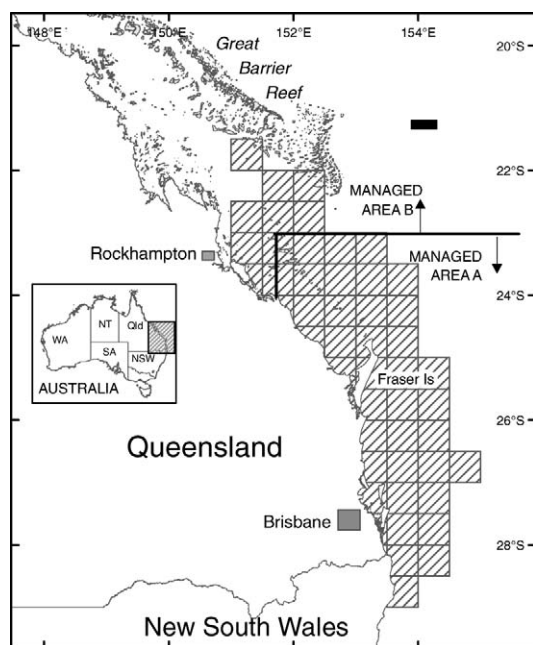 148°E
150°E
152°E
154°E
20°S
Great
Barrier
Reef
22°S
MANAGED
AREA B
Rockhampton
MANAGED
AREA A
24°S
WA
NT
Qld
SA
NSW
AUSTRALIA
Fraser Is
26°S
Queensland
Brisbane
28°S
New South Wales